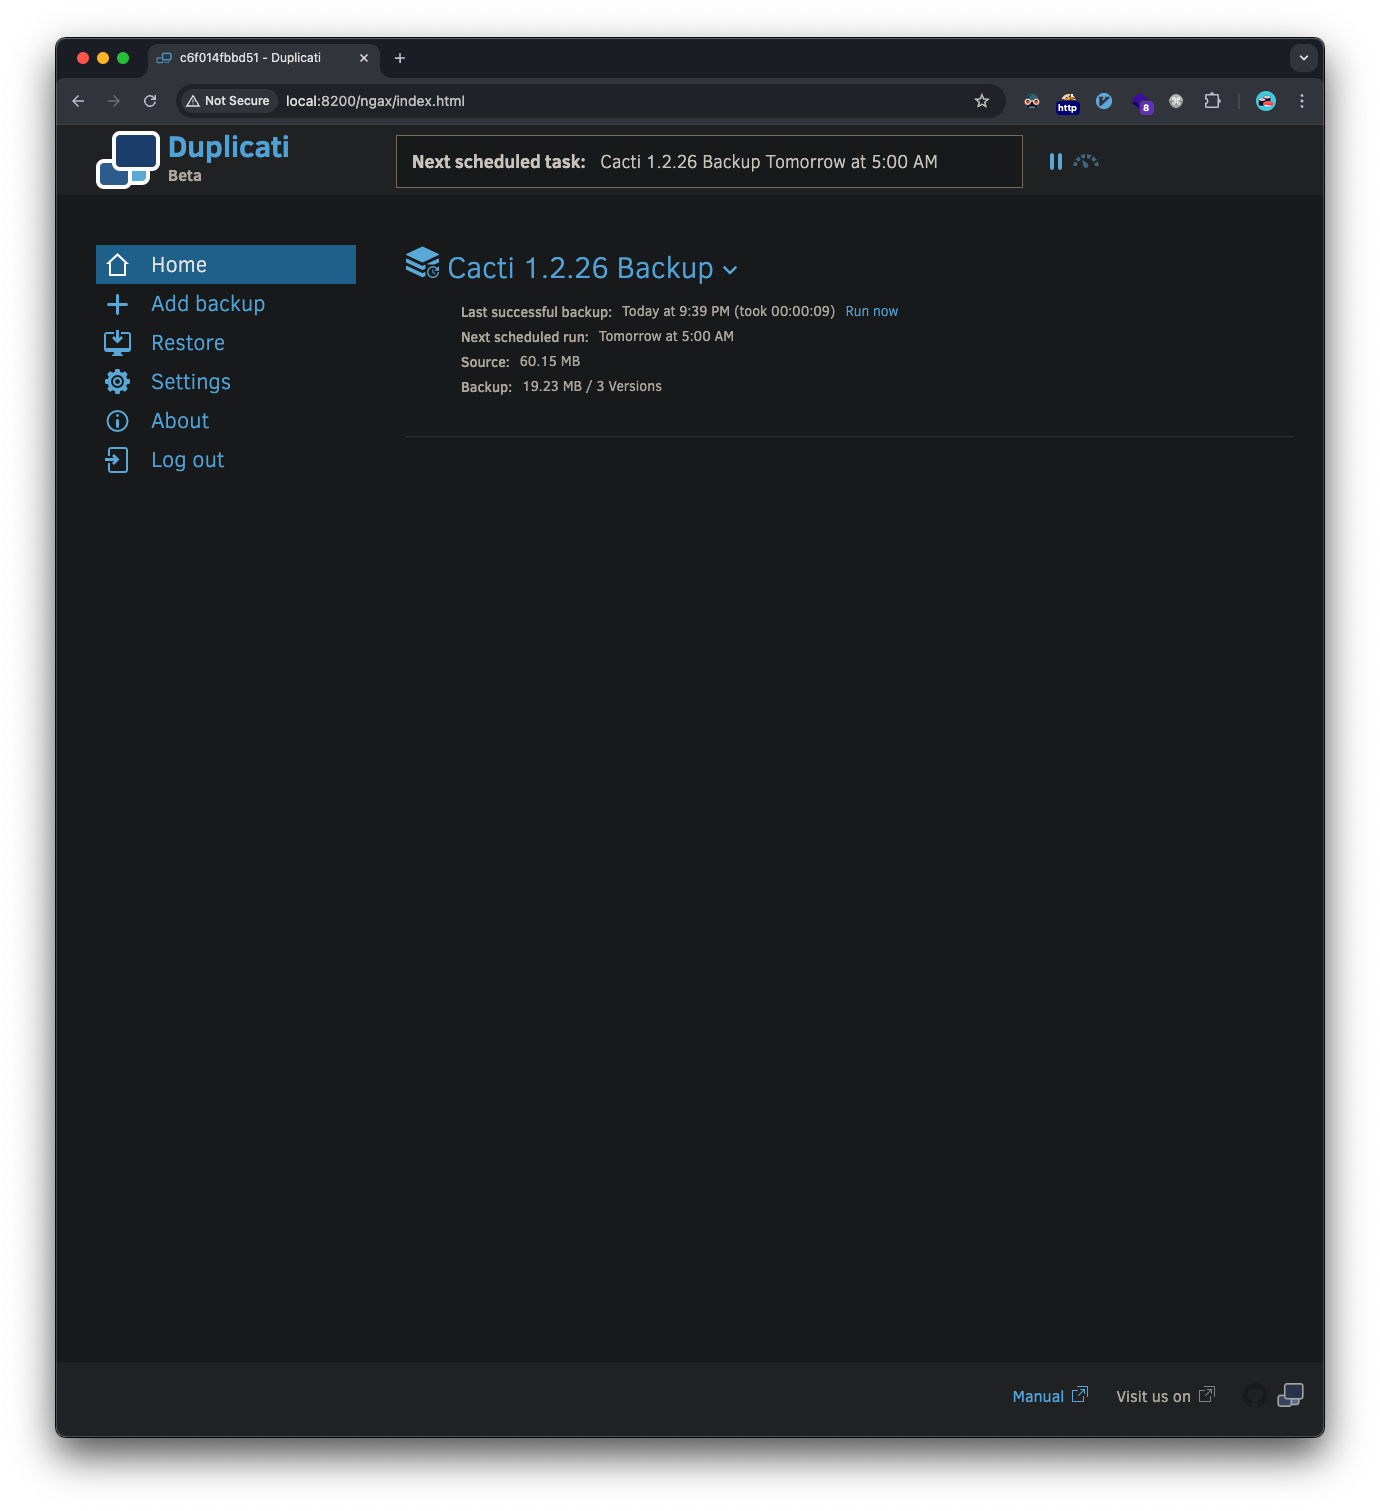 c6f014fbbd51 - Duplicati
Not Secure local:8200/ngax/index.html
http
8
Duplicati
Beta
Next scheduled task: Cacti 1.2.26 Backup Tomorrow at 5:00 AM
Home
Add backup
Restore
Settings
About
Log out
Cacti 1.2.26 Backup
Last successful backup: Today at 9:39 PM (took 00:00:09) Run now
Next scheduled run: Tomorrow at 5:00 AM
Source: 60.15 MB
Backup: 19.23 MB / 3 Versions
Manual Visit us on